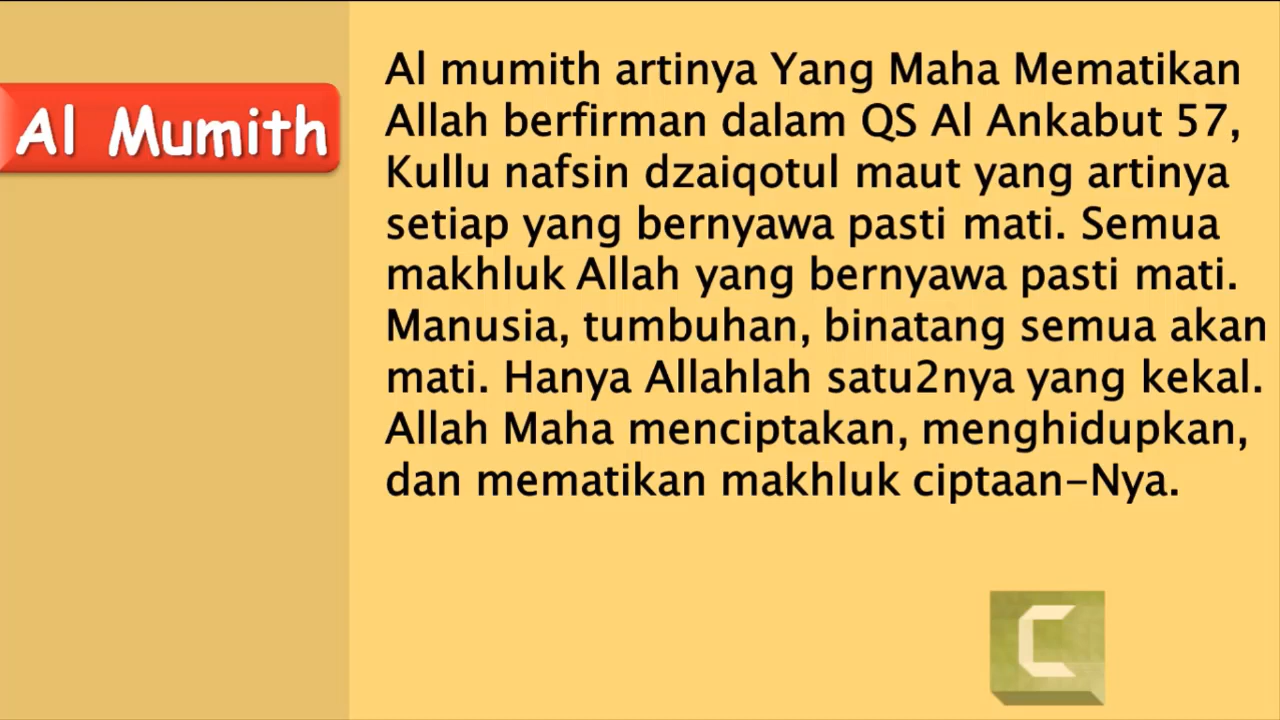 Al Mumith
Al mumith artinya Yang Maha Mematikan
Allah berfirman dalam QS Al Ankabut 57,
Kullu nafsin dzaiqotul maut yang artinya
setiap yang bernyawa pasti mati. Semua
makhluk Allah yang bernyawa pasti mati.
Manusia, tumbuhan, binatang semua akan
mati. Hanya Allahlah satu2nya yang kekal.
Allah Maha menciptakan, menghidupkan,
dan mematikan makhluk ciptaan-Nya.
C